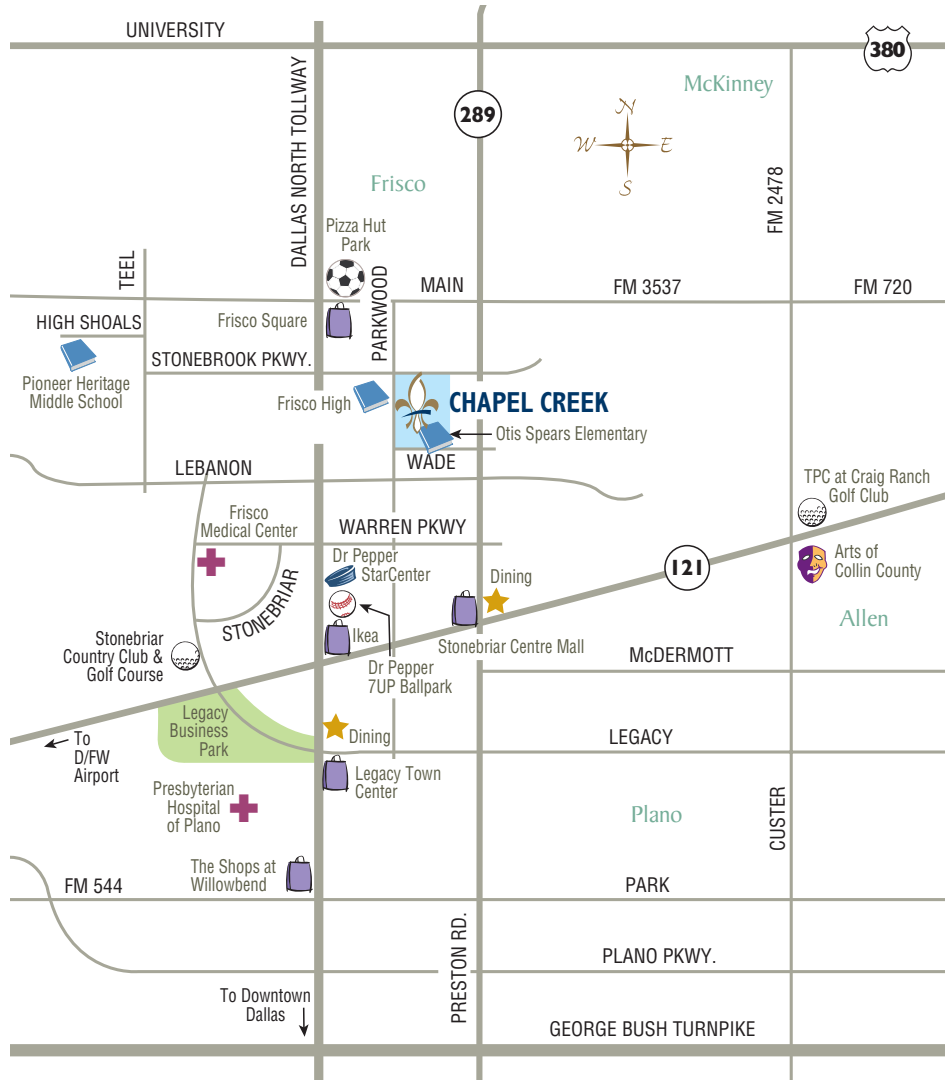 UNIVERSITY
380
McKinney
289
N
W E
S
DALLAS NORTH TOLLWAY
Frisco
FM 2478
Pizza Hut
Park
TEEL
PARKWOOD
MAIN
FM 3537
FM 720
HIGH SHOALS
Frisco Square
STONEBROOK PKWY.
Pioneer Heritage
Middle School
Frisco High
CHAPEL CREEK
Otis Spears Elementary
WADE
LEBANON
TPC at Craig Ranch
Golf Club
Frisco
Medical Center
WARREN PKWY
Dr Pepper
StarCenter
121
Arts of
Collin County
Dining
STONEBRIAR
Allen
Ikea
Stonebriar Centre Mall
Stonebriar
Country Club &
Golf Course
McDERMOTT
Dr Pepper
7UP Ballpark
Legacy
Business
Park
To
D/FW
Airport
Dining
LEGACY
Legacy Town
Center
Presbyterian
Hospital
of Plano
Plano
CUSTER
The Shops at
Willowbend
FM 544
PARK
PRESTON RD.
PLANO PKWY.
To Downtown
Dallas
GEORGE BUSH TURNPIKE